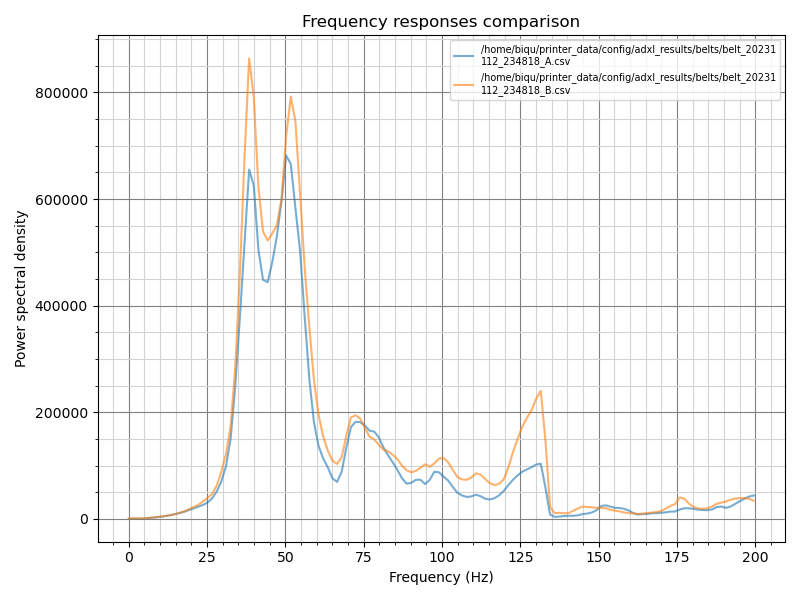 Frequency responses comparison
/home/biqu/printer_data/config/adxl_results/belts/belt_20231
112_234818_A.csv
/home/biqu/printer_data/config/adxl_results/belts/belt_20231
112_234818_B.csv
800000
600000
400000
200000
0
Power spectral density
0 25 50 75 100 125 150 175 200
Frequency (Hz)